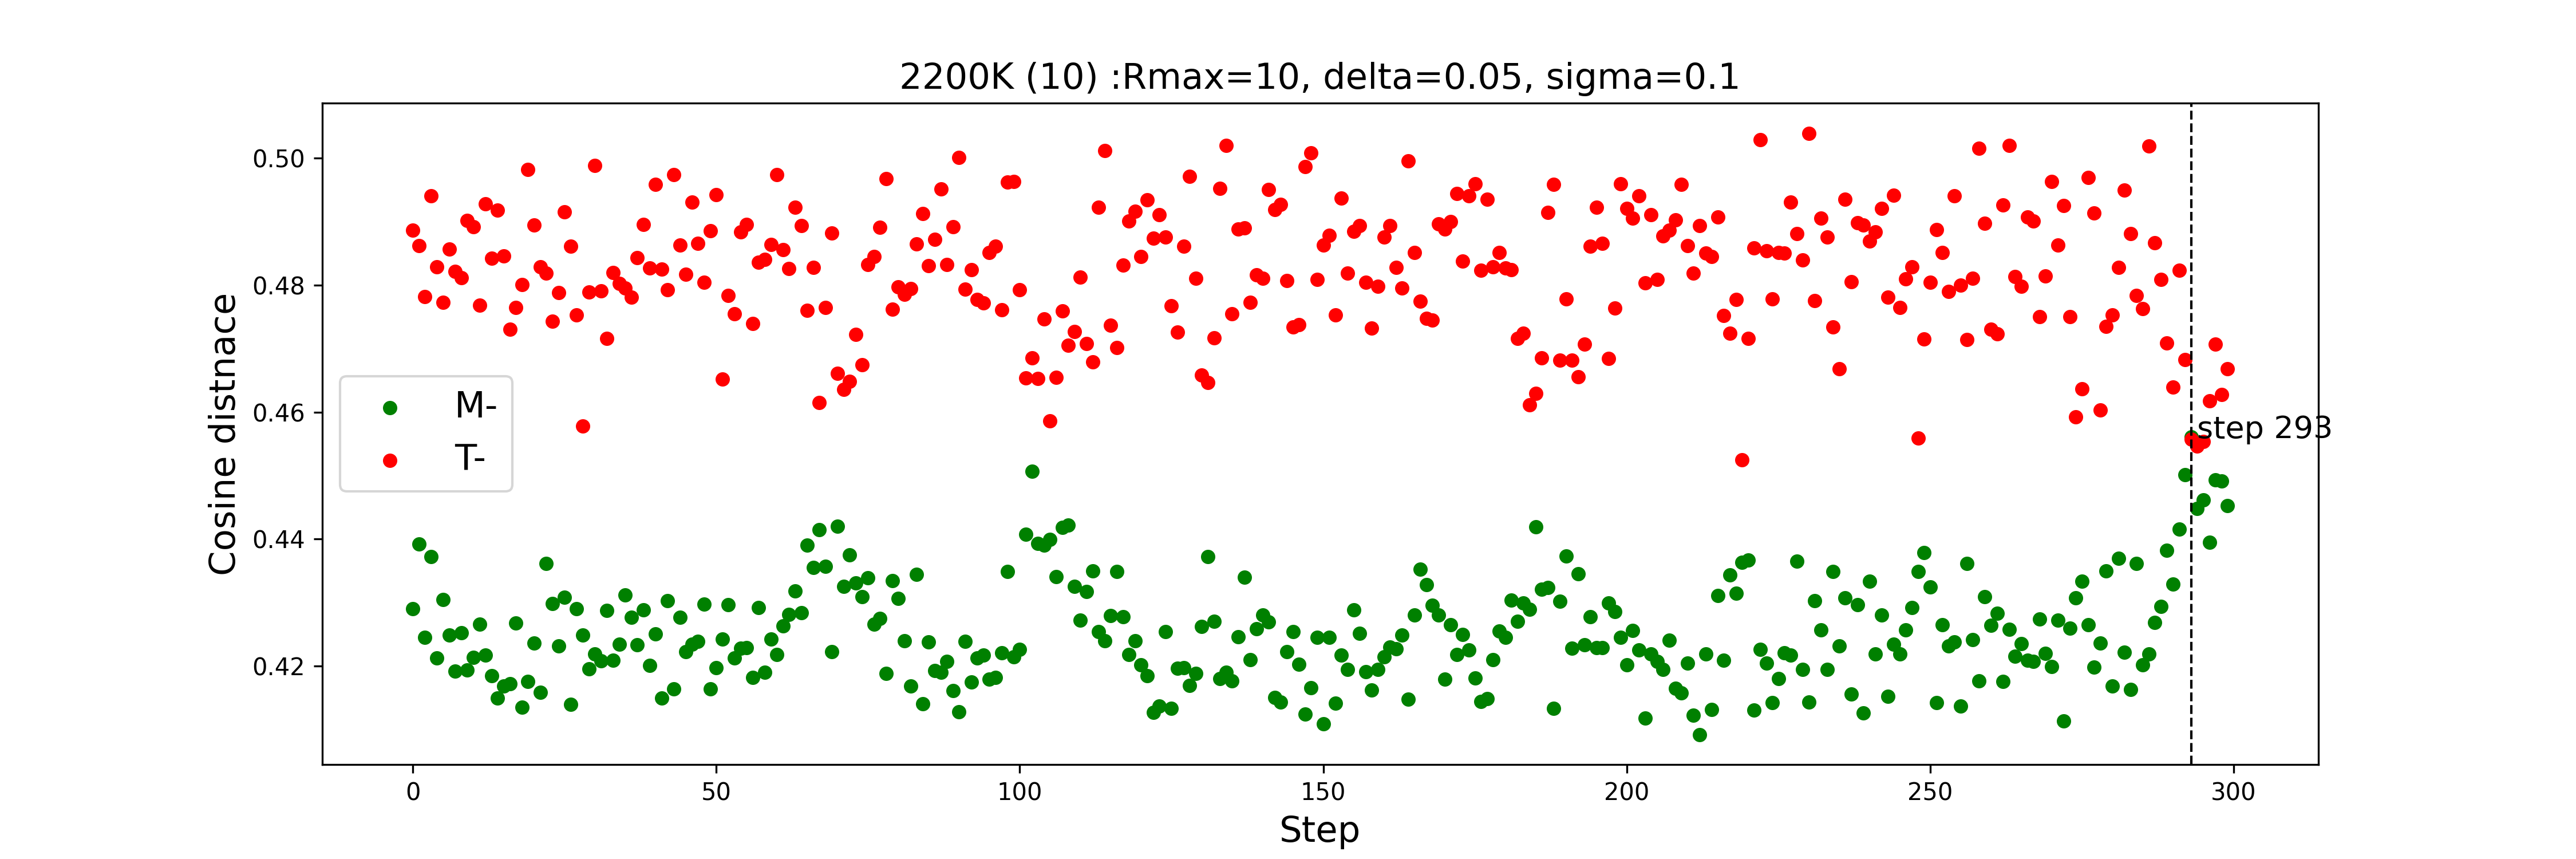 2200K (10) :Rmax=10, delta=0.05, sigma=0.1
Cosine distnace
0.50
0.48
0.46
0.44
0.42
M-
T-
step 293
0 50 100 150 200 250 300
Step